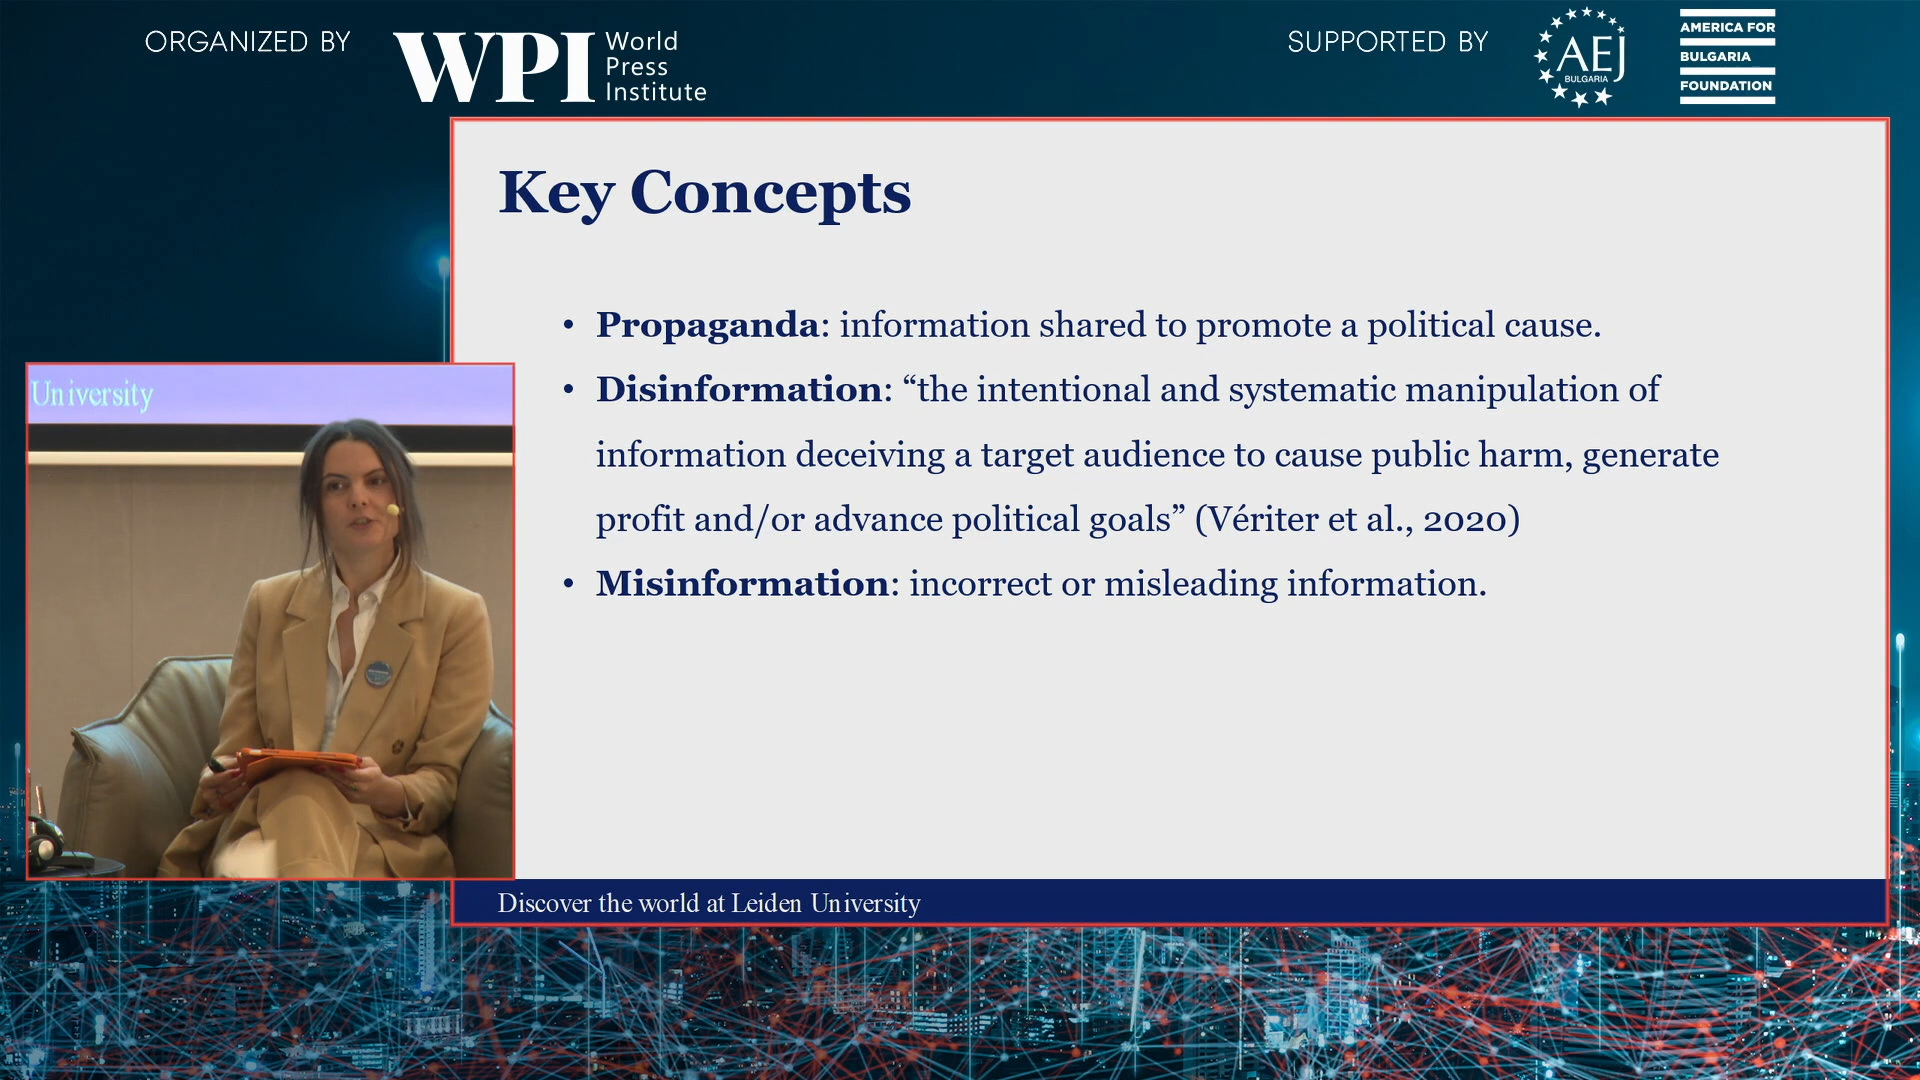 ORGANIZED BY
WPI World Press Institute
SUPPORTED BY
AEJ
BULGARIA
AMERICA FOR
BULGARIA
FOUNDATION
Key Concepts
• Propaganda: information shared to promote a political cause.
• Disinformation: “the intentional and systematic manipulation of
information deceiving a target audience to cause public harm, generate
profit and/or advance political goals” (Vériter et al., 2020)
• Misinformation: incorrect or misleading information.
University
Discover the world at Leiden University